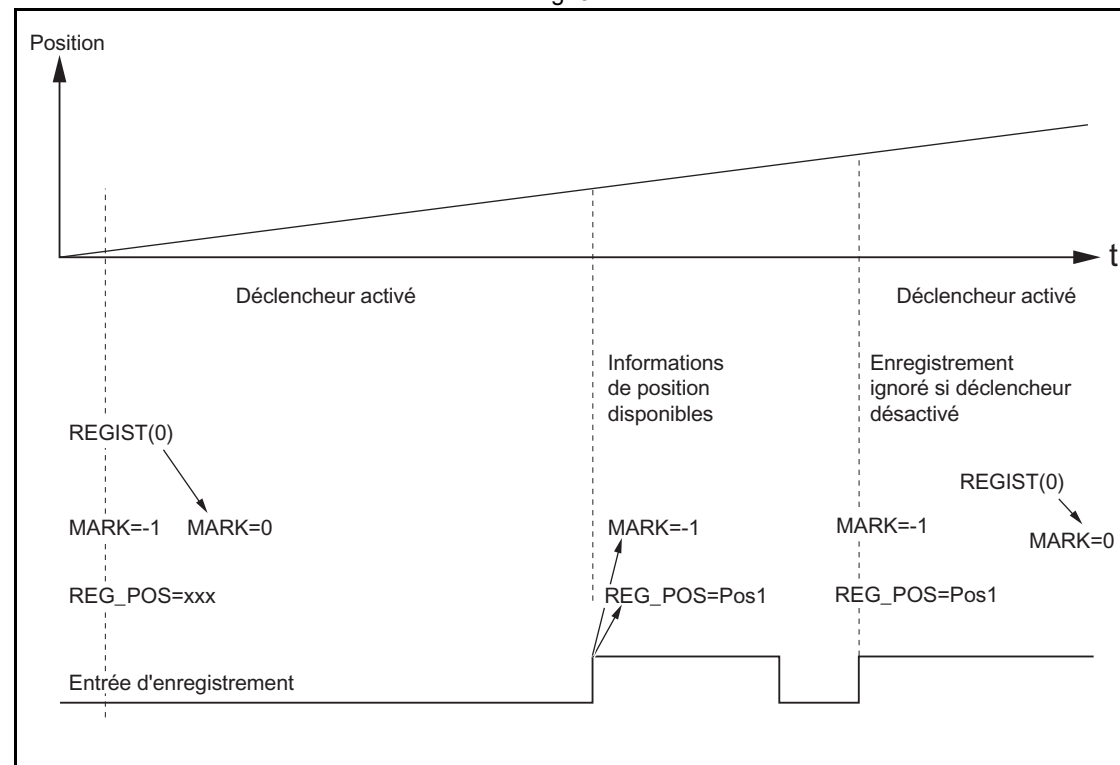 Position
t
Déclencheur activé
Déclencheur activé
Informations
de position
disponibles
Enregistrement
ignoré si déclencheur
désactivé
REGIST(0)
REGIST(0)
MARK=-1
MARK=0
MARK=-1
MARK=-1
MARK=0
REG_POS=xxx
REG_POS=Pos1
REG_POS=Pos1
Entrée d'enregistrement